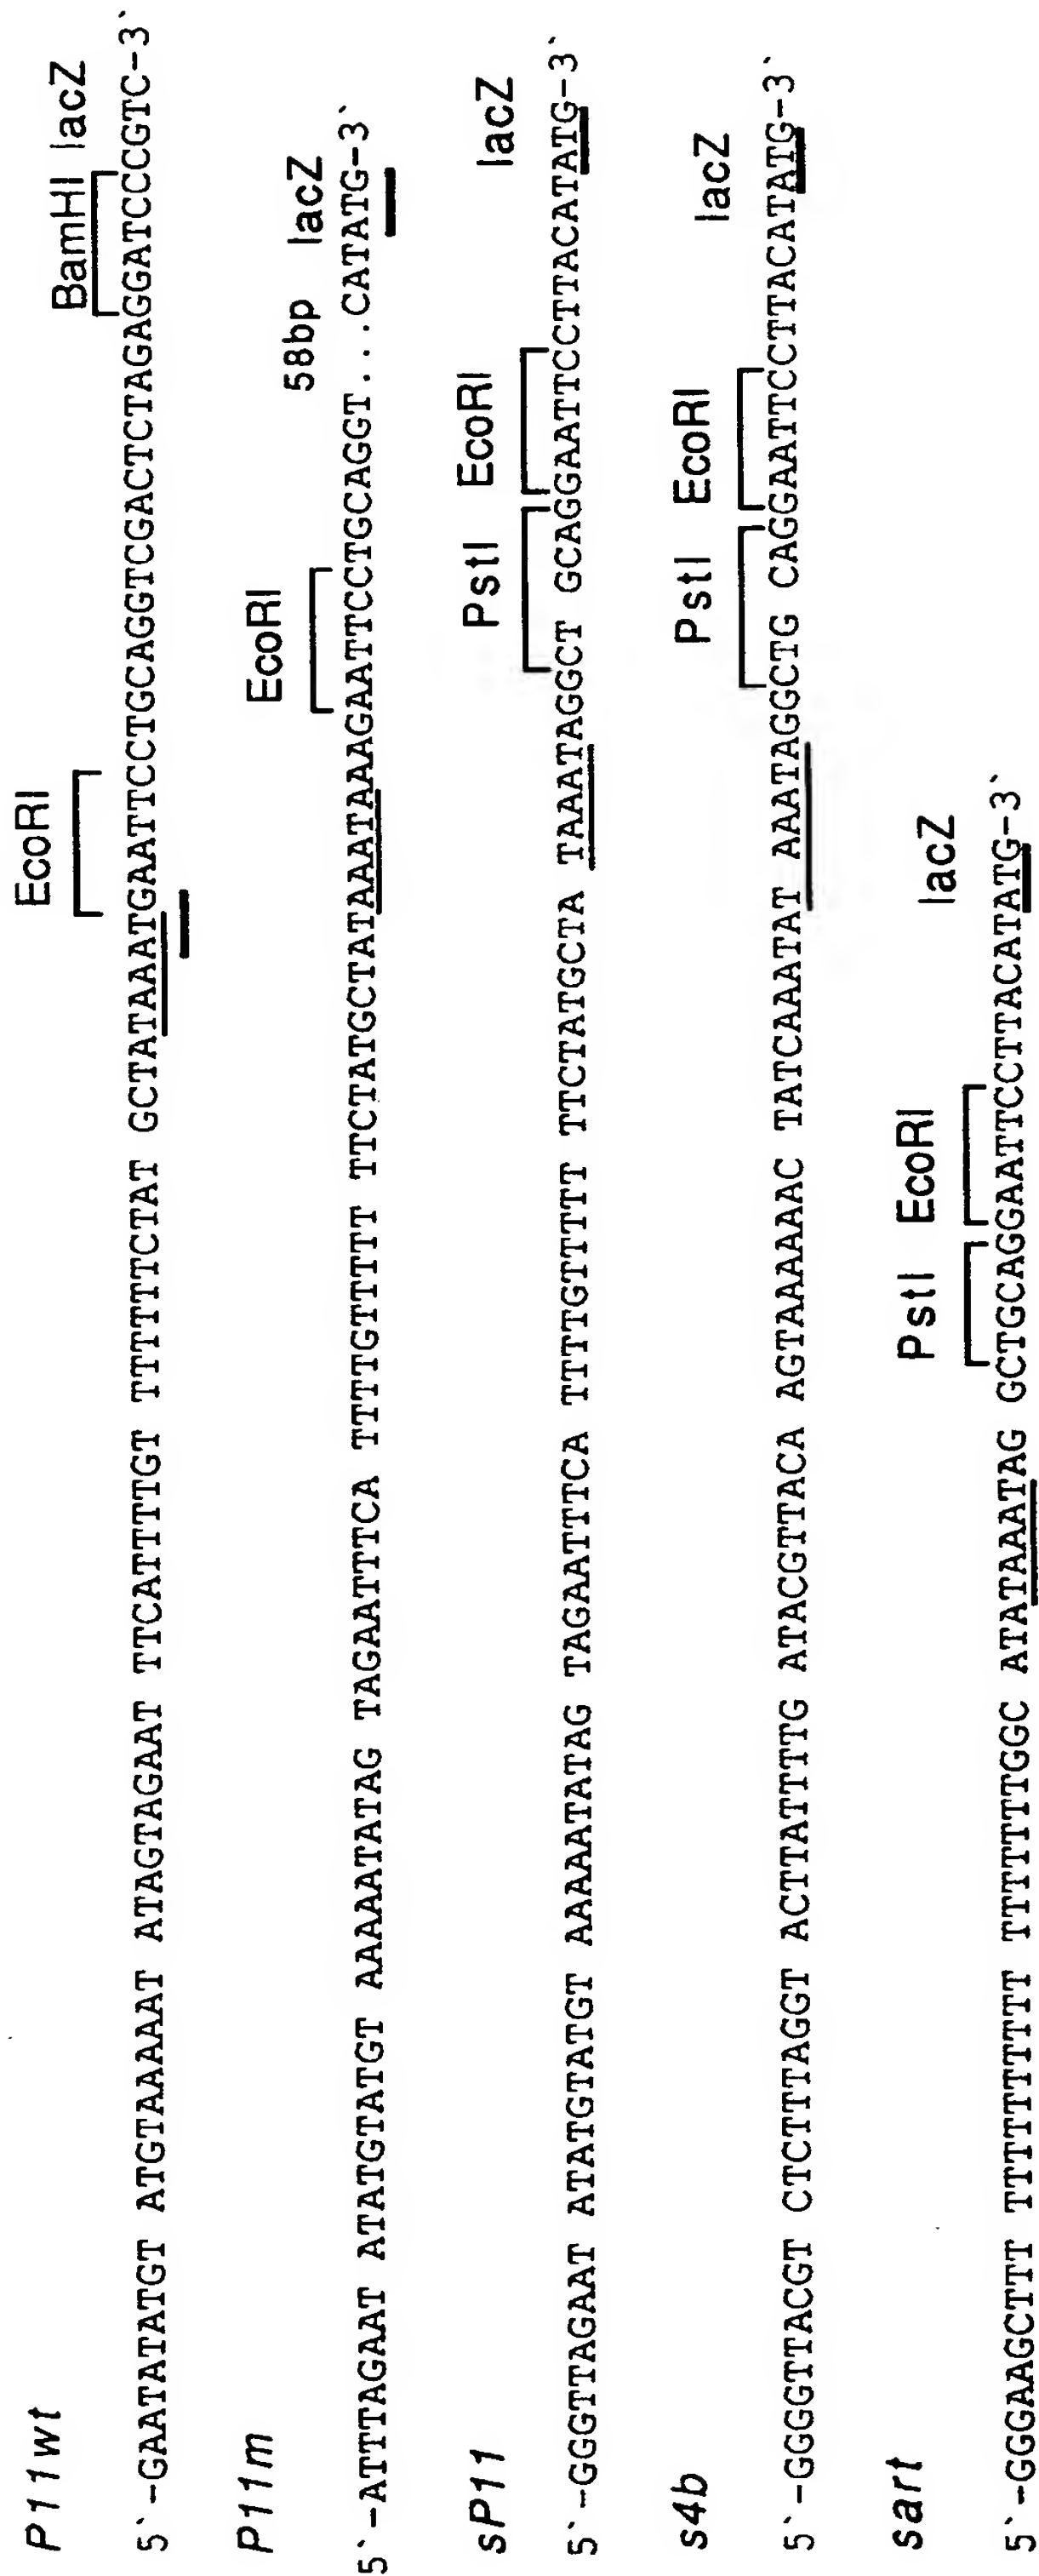 P11wt
EcoRI BamHI lacZ
5`-GAATATGT ATGTAAAAAT ATAGTAGAAT TTCATTTTGT TTTTTTCTAT GCTATAAATGAATTCCTGCAGGTCGACTCTAGAGGATCCCGTC-3`
P11m
EcoRI 58bp lacZ
5`-ATTTAGAAT ATATGTATGT AAAAATATAG TAGAATTTCA TTTTGTTTTT TTCTATGCTATAAATAAAGAATTCCTGCAGGT...CATATG-3`
sP11
PstI EcoRI lacZ
5`-GGGTTAGAAT ATATGTATGT AAAAATATAG TAGAATTTCA TTTTGTTTTT TTCTATGCTA TAAATAGGCT GCAGGAATTCCTTACATATG-3`
s4b
PstI EcoRI lacZ
5`-GGGGTTACGT CTCTTTAGGT ACTTATTTTG ATACGTTACA AGTAAAAAAC TATCAAATAT AAATAGGCTG CAGGAATTCCTTACATATG-3`
sart
PstI EcoRI lacZ
5`-GGGAAGCTTT TTTTTTTTTT TTTTTTTGGC ATATAAATAG GCTGCAGGAATTCCTTACATATG-3`